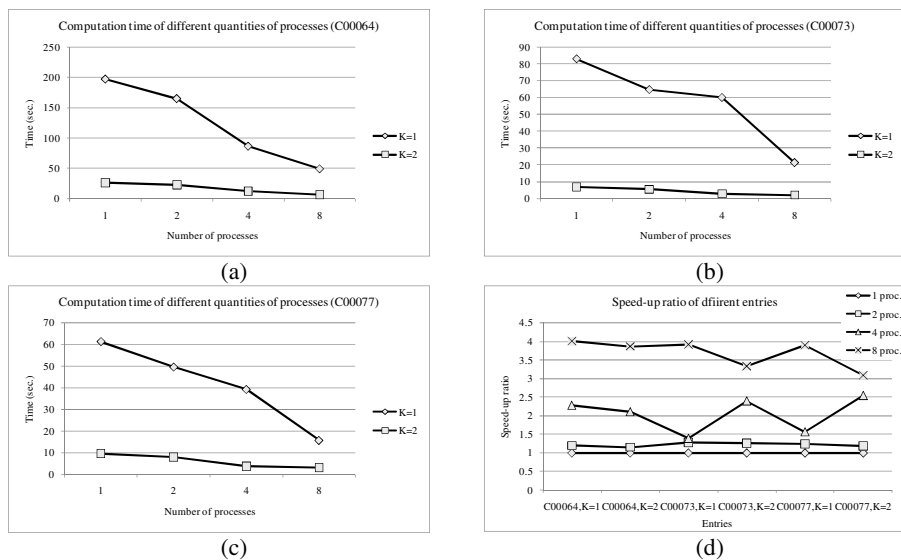 Computation time of different quantities of processes (C00064)
250
200
150
100
50
0
Time (sec.)
1 2 4 8
Number of processes
K=1
K=2
(a)
Computation time of different quantities of processes (C00073)
90
80
70
60
50
40
30
20
10
0
Time (sec.)
1 2 4 8
Number of processes
K=1
K=2
(b)
Computation time of different quantities of processes (C00077)
70
60
50
40
30
20
10
0
Time (sec.)
1 2 4 8
Number of processes
K=1
K=2
(c)
Speed-up ratio of dfiirent entries
1 proc.
2 proc.
4 proc.
8 proc.
4.5
4
3.5
3
2.5
2
1.5
1
0.5
0
Speed-up ratio
C00064,K=1 C00064,K=2 C00073,K=1 C00073,K=2 C00077,K=1 C00077,K=2
Entries
(d)